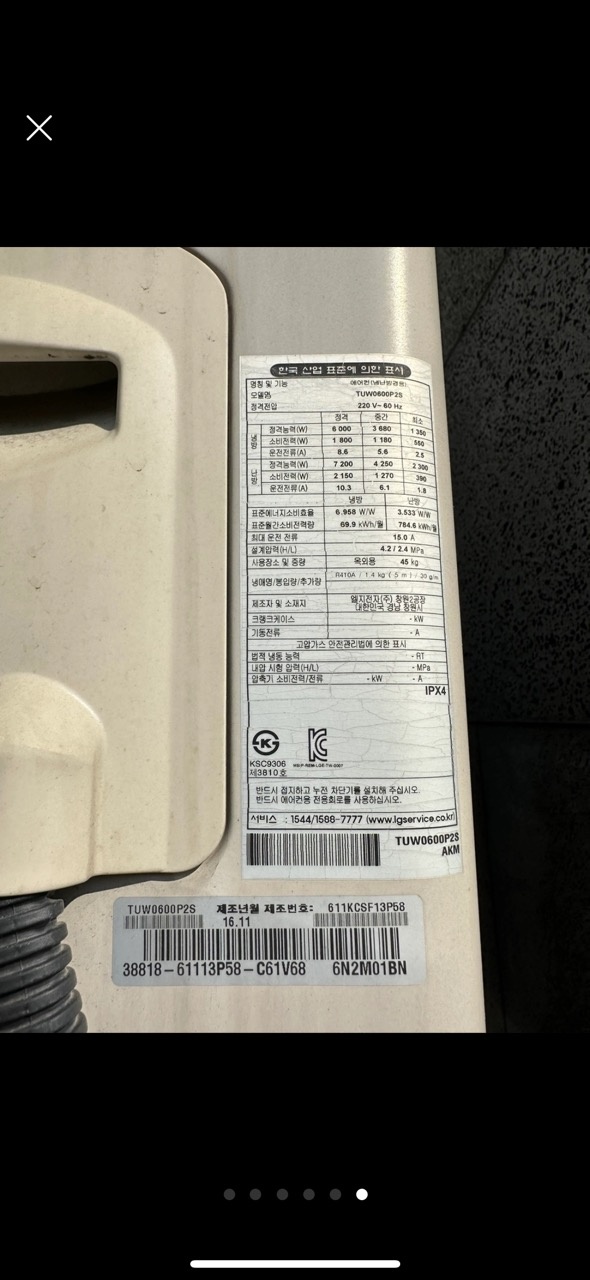 한국 산업 표준에 의한 표시
명칭 및 기능 에어컨(냉난방겸용)
모델명 TUW0600P2S
정격전압 220 V~ 60 Hz
정격 중간 최소
냉방
정격능력(W) 6 000 3 680 1 350
소비전력(W) 1 800 1 180 550
운전전류(A) 8.6 5.6 2.5
난방
정격능력(W) 7 200 4 250 2 300
소비전력(W) 2 150 1 270 390
운전전류(A) 10.3 6.1 1.8
냉방 난방
표준에너지소비효율 6.958 W/W 3.533 W/W
표준월간소비전력량 69.9 kWh/월 784.6 kWh/월
최대 운전 전류 15.0 A
설계압력(H/L) 4.2 / 2.4 MPa
사용장소 및 중량 옥외용 45 kg
냉매명/봉입량/추가량 R410A / 1.4 kg ( 5 m ) / 30 g/m
제조자 및 소재지 엘지전자(주) 창원2공장
대한민국 경남 창원시
크랭크케이스 - kW
기동전류 - A
고압가스 안전관리법에 의한 표시
법적 냉동 능력 - RT
내압 시험 압력(H/L) - MPa
압축기 소비전력/전류 - kW - A
IPX4
KSC9306
제3810호
반드시 접지하고 누전 차단기를 설치해 주십시오.
반드시 에어컨용 전용회로를 사용하십시오.
서비스 : 1544/1588-7777 (www.lgservice.co.kr)
TUW0600P2S
AKM
TUW0600P2S 제조년월 제조번호: 611KCSF13P58
16.11
38818-61113P58-C61V68 6N2M01BN